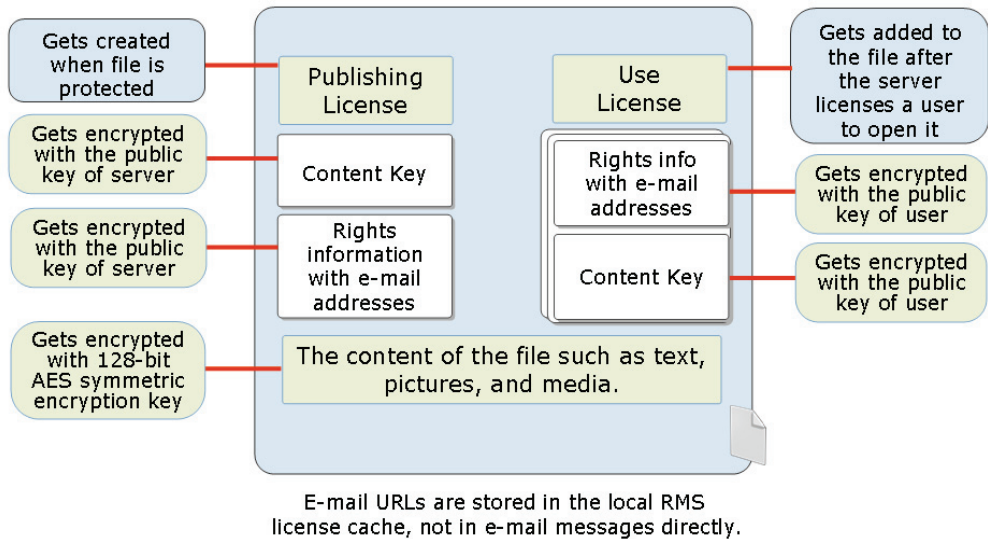 Gets created
when file is
protected
Publishing
License
Use
License
Gets added to
the file after
the server
licenses a user
to open it
Gets encrypted
with the public
key of server
Content Key
Rights info
with e-mail
addresses
Gets encrypted
with the public
key of user
Gets encrypted
with the public
key of server
Rights
information
with e-mail
addresses
Content Key
Gets encrypted
with the public
key of user
Gets encrypted
with 128-bit
AES symmetric
encryption key
The content of the file such as text,
pictures, and media.
E-mail URLs are stored in the local RMS
license cache, not in e-mail messages directly.